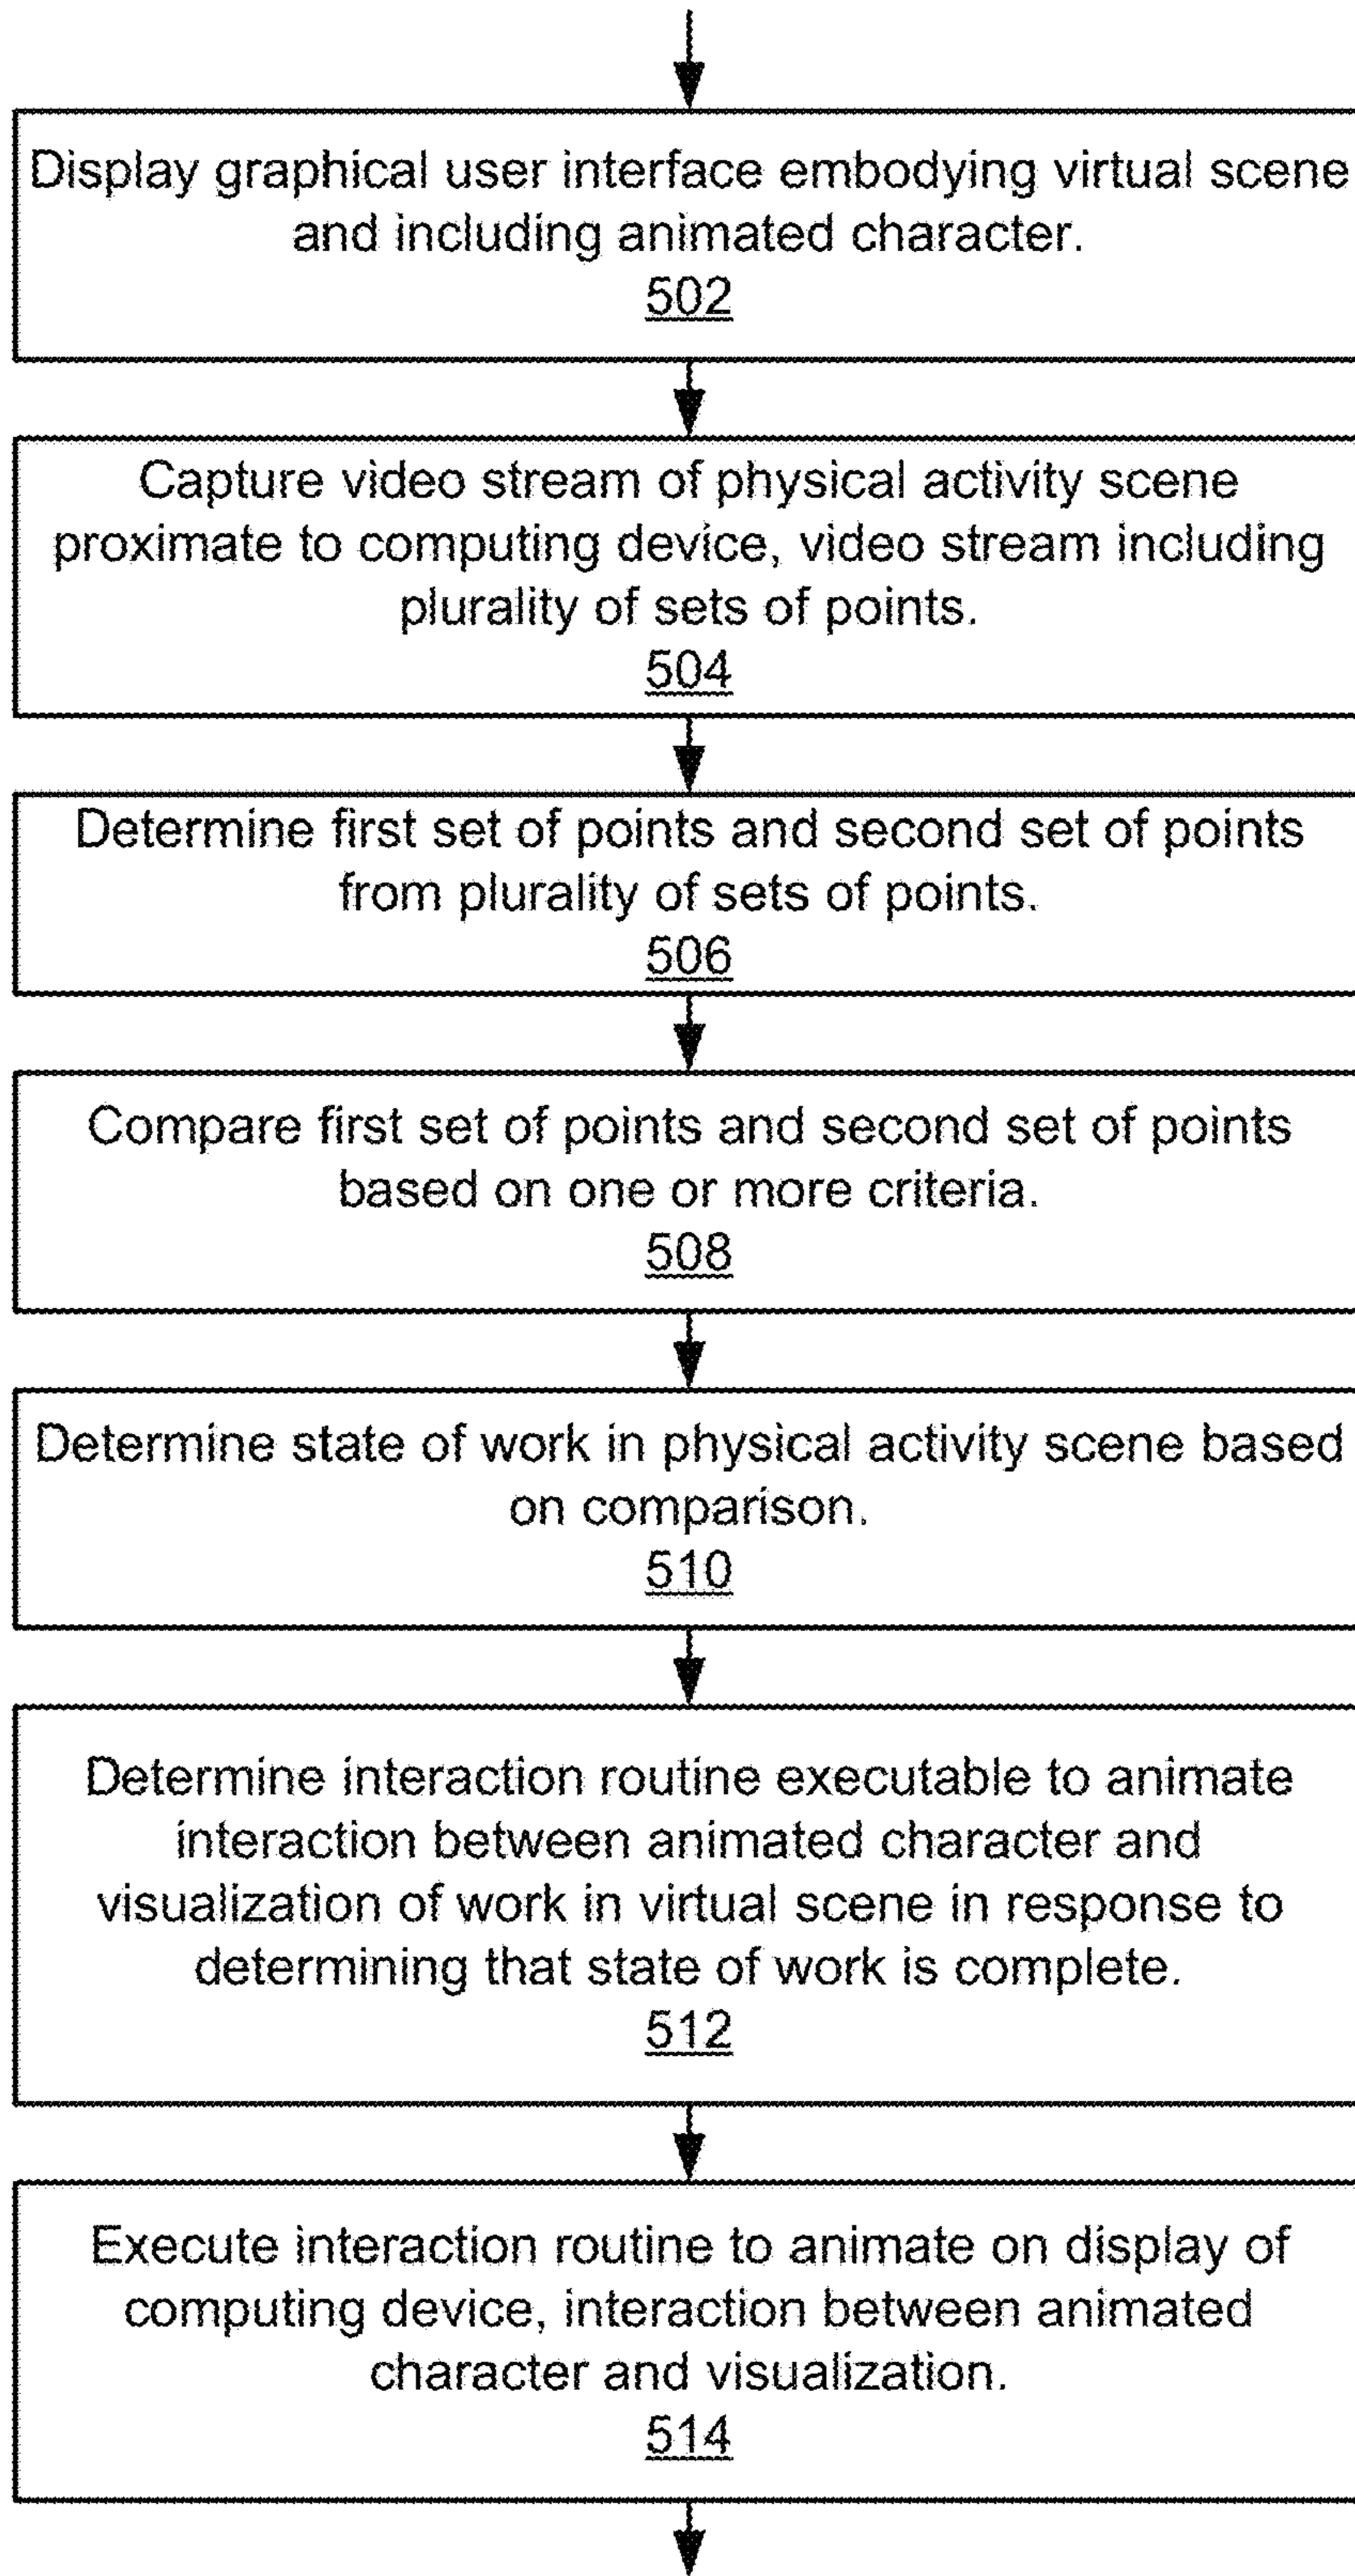 Display graphical user interface embodying virtual scene
and including animated character.
502
Capture video stream of physical activity scene
proximate to computing device, video stream including
plurality of sets of points.
504
Determine first set of points and second set of points
from plurality of sets of points.
506
Compare first set of points and second set of points
based on one or more criteria.
508
Determine state of work in physical activity scene based
on comparison.
510
Determine interaction routine executable to animate
interaction between animated character and
visualization of work in virtual scene in response to
determining that state of work is complete.
512
Execute interaction routine to animate on display of
computing device, interaction between animated
character and visualization.
514